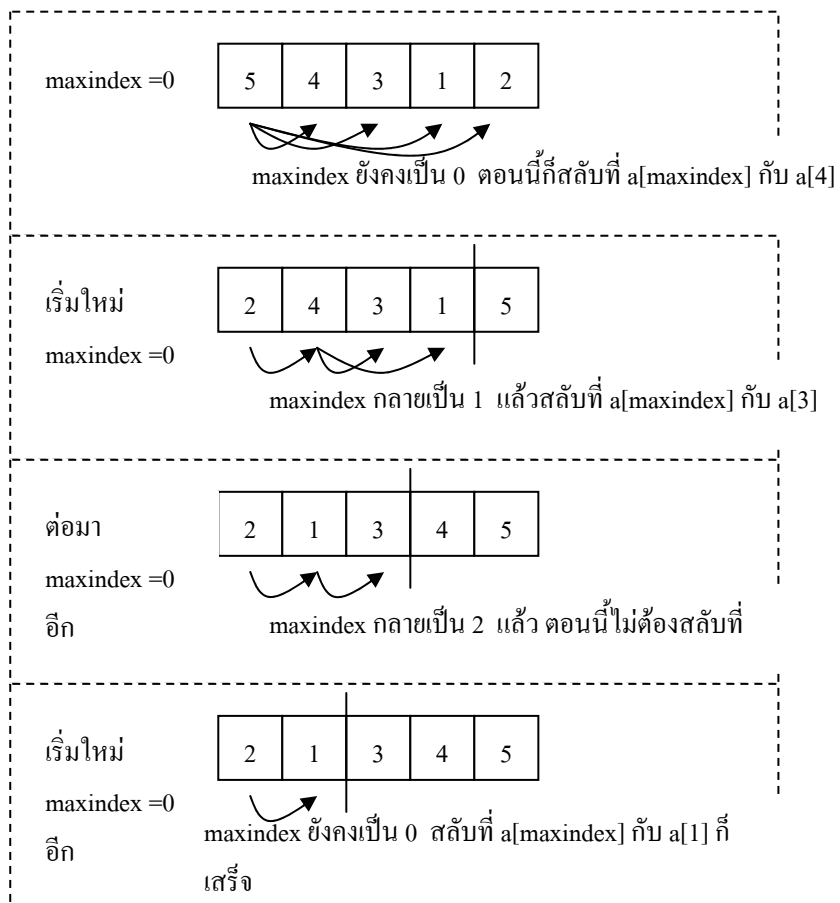 maxindex =0
5 4 3 1 2
maxindex ยังคงเป็น 0 ตอนนี้ก็สลับที่ a[maxindex] กับ a[4]
เริ่มใหม่
2 4 3 1 5
maxindex =0
maxindex กลายเป็น 1 แล้วสลับที่ a[maxindex] กับ a[3]
ต่อมา
2 1 3 4 5
maxindex =0
อีก
maxindex กลายเป็น 2 แล้ว ตอนนี้ไม่ต้องสลับที่
เริ่มใหม่
2 1 3 4 5
maxindex =0
อีก
maxindex ยังคงเป็น 0 สลับที่ a[maxindex] กับ a[1] ก็
เสร็จ